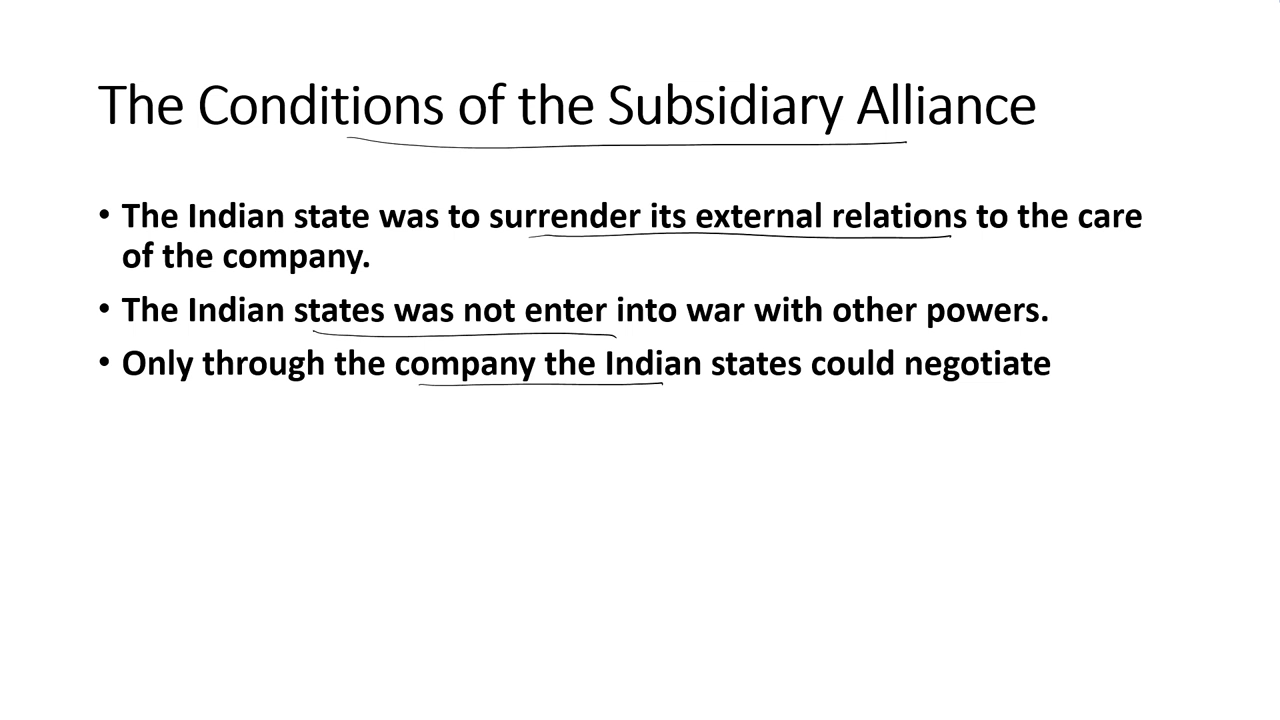 The Conditions of the Subsidiary Alliance
• The Indian state was to surrender its external relations to the care
of the company.
• The Indian states was not enter into war with other powers.
• Only through the company the Indian states could negotiate